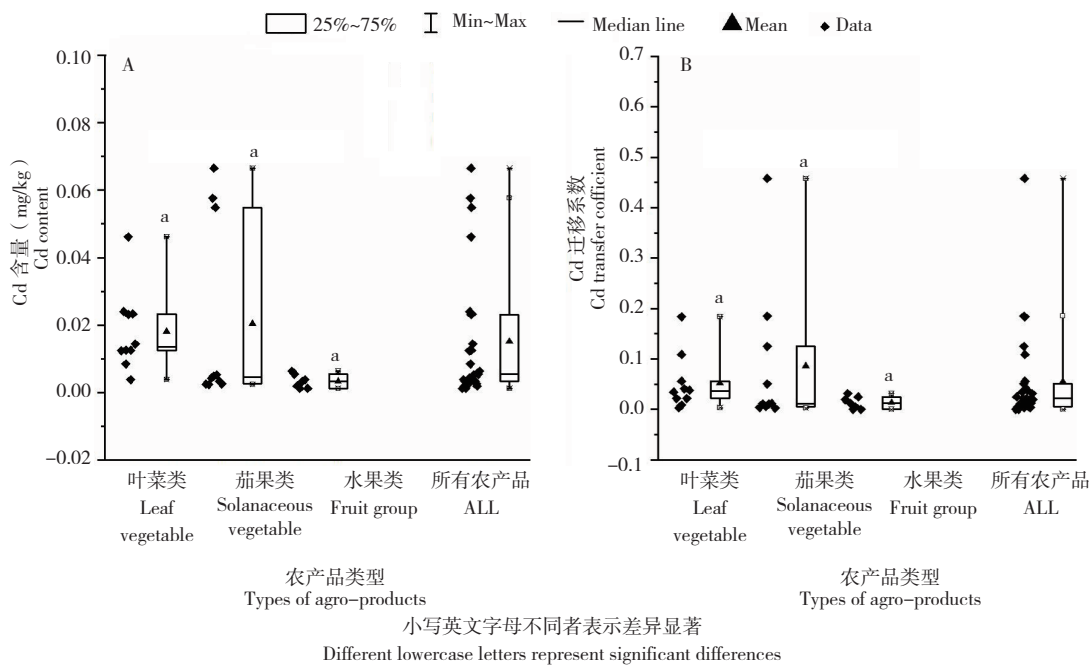 25%~75% Min~Max Median line Mean Data
A
0.10
0.08
0.06
0.04
0.02
0.00
−0.02
Cd 含量（mg/kg）
Cd content
a
a
a
叶菜类 茄果类 水果类 所有农产品
Leaf Solanaceous Fruit group ALL
vegetable vegetable
农产品类型
Types of agro−products
B
0.7
0.6
0.5
0.4
0.3
0.2
0.1
0.0
−0.1
Cd 迁移系数
Cd transfer cofficient
a
a
a
叶菜类 茄果类 水果类 所有农产品
Leaf Solanaceous Fruit group ALL
vegetable vegetable
农产品类型
Types of agro−products
小写英文字母不同者表示差异显著
Different lowercase letters represent significant differences